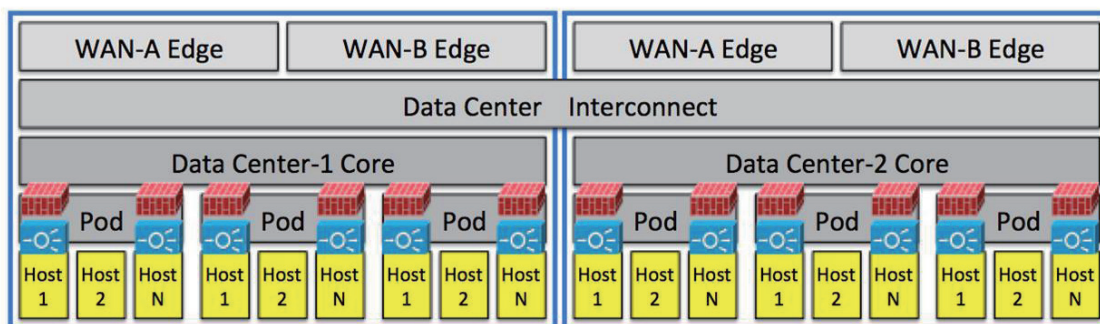 WAN-A Edge WAN-B Edge WAN-A Edge WAN-B Edge
Data Center Interconnect
Data Center-1 Core Data Center-2 Core
Pod Pod Pod Pod Pod Pod
Host Host Host Host Host Host Host Host Host Host Host Host Host Host Host Host Host Host
1 2 N 1 2 N 1 2 N 1 2 N 1 2 N 1 2 N